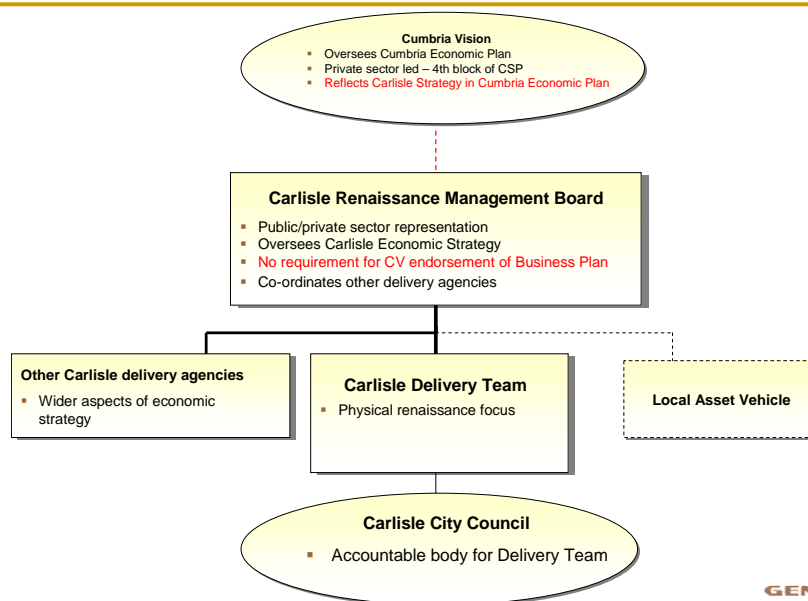 Cumbria Vision
▪ Oversees Cumbria Economic Plan
▪ Private sector led – 4th block of CSP
▪ Reflects Carlisle Strategy in Cumbria Economic Plan
Carlisle Renaissance Management Board
▪ Public/private sector representation
▪ Oversees Carlisle Economic Strategy
▪ No requirement for CV endorsement of Business Plan
▪ Co-ordinates other delivery agencies
Other Carlisle delivery agencies
▪ Wider aspects of economic
strategy
Carlisle Delivery Team
▪ Physical renaissance focus
Local Asset Vehicle
Carlisle City Council
▪ Accountable body for Delivery Team